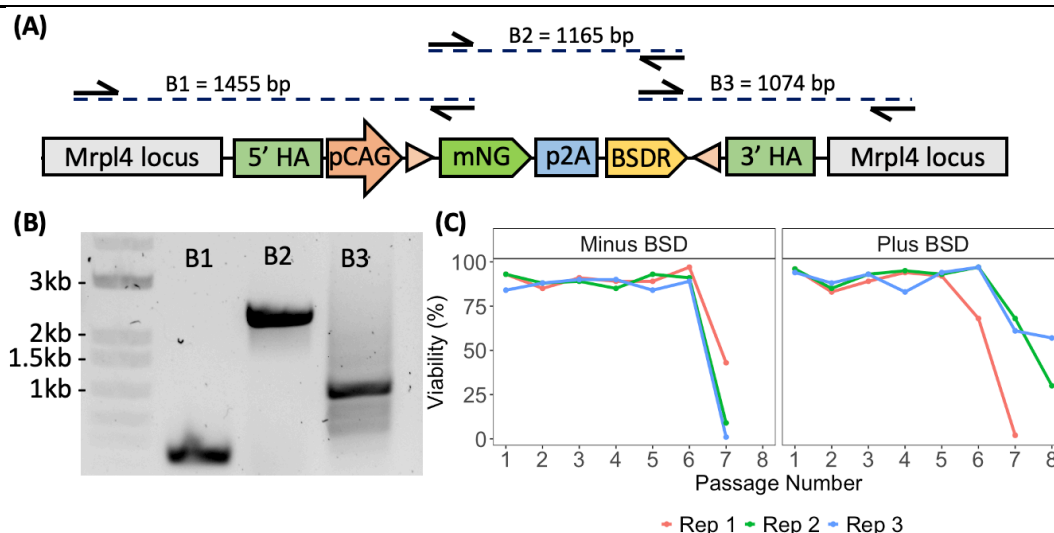 (A)
B2 = 1165 bp
B1 = 1455 bp
B3 = 1074 bp
Mrpl4 locus 5' HA pCAG mNG p2A BSDR 3' HA Mrpl4 locus
(B)
B1 B2 B3
3kb -
2kb -
1.5kb -
1kb -
(C)
Minus BSD Plus BSD
100
75
50
25
0
Viability (%)
1 2 3 4 5 6 7 8 1 2 3 4 5 6 7 8
Passage Number
Rep 1 Rep 2 Rep 3